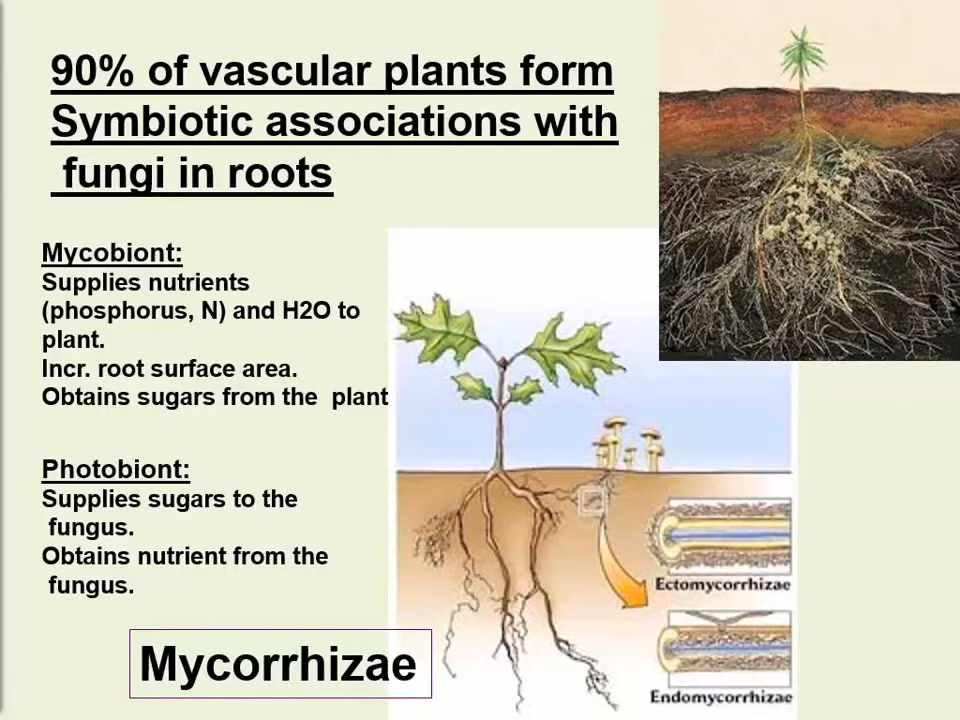 90% of vascular plants form
Symbiotic associations with
fungi in roots
Mycobiont:
Supplies nutrients
(phosphorus, N) and H2O to
plant.
Incr. root surface area.
Obtains sugars from the plant
Photobiont:
Supplies sugars to the
fungus.
Obtains nutrient from the
fungus.
Mycorrhizae
Ectomycorrhizae
Endomycorrhizae